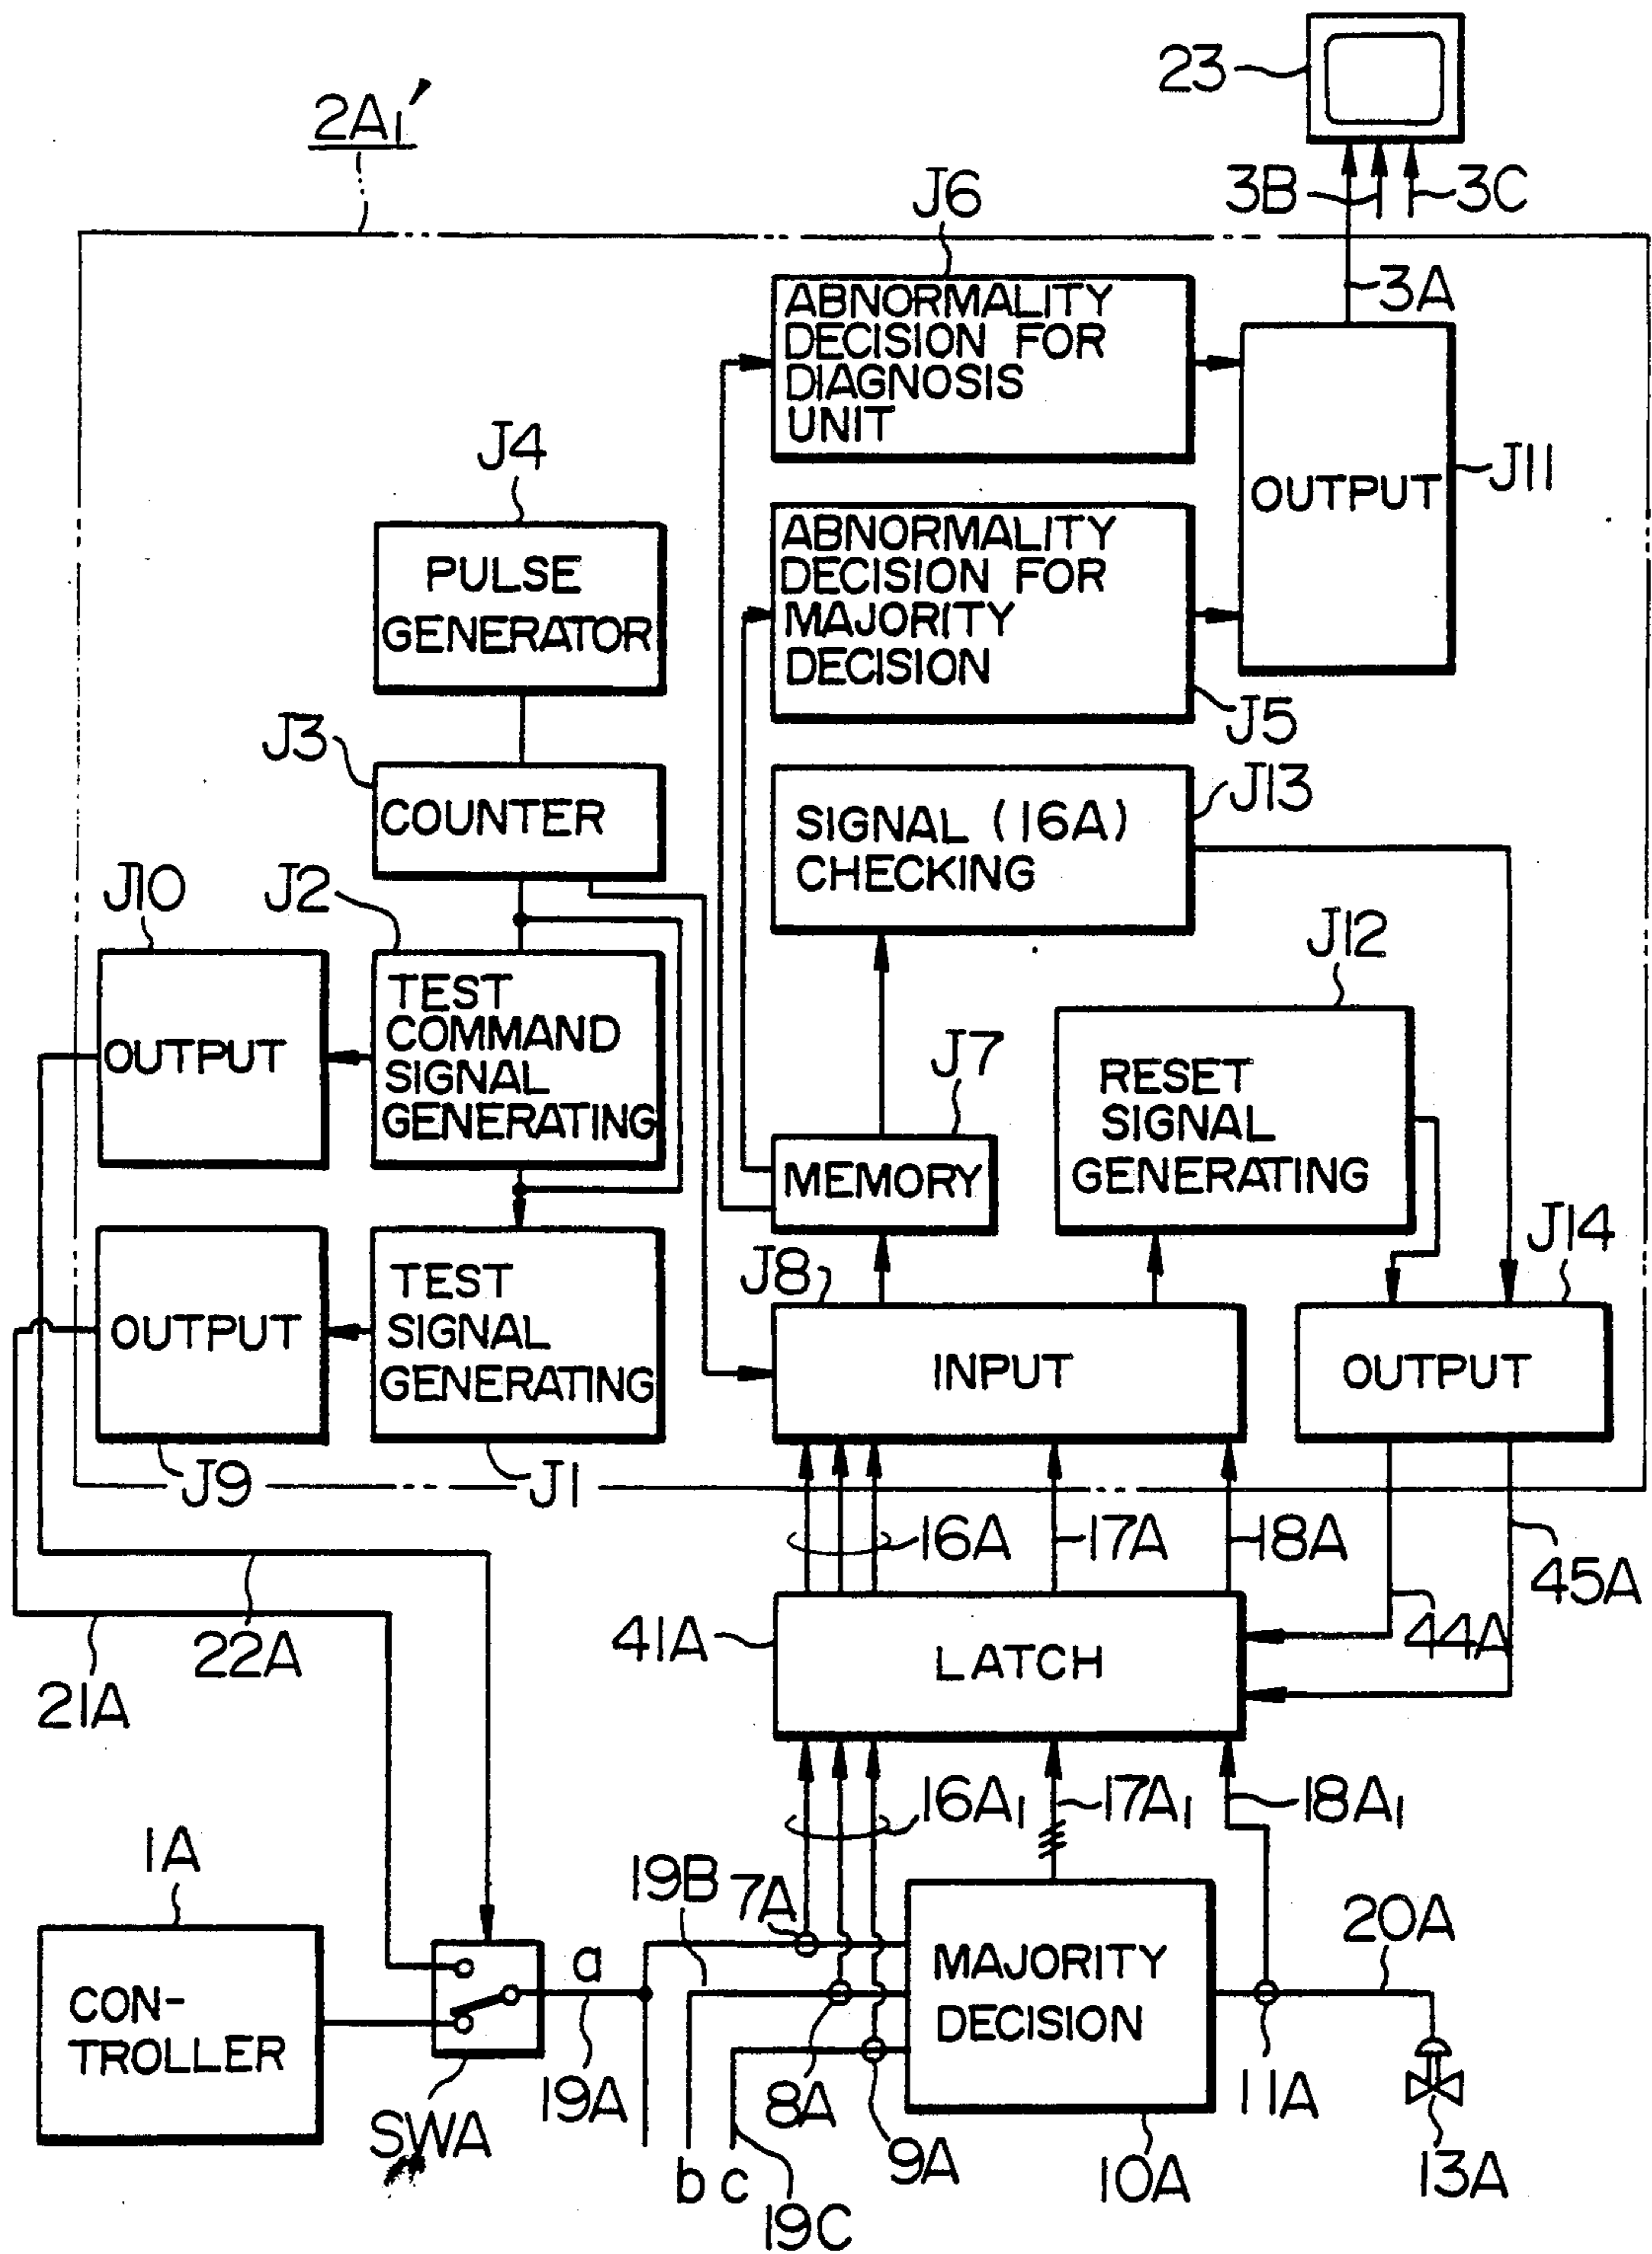 23
2A₁'
3B
3C
J6
3A
ABNORMALITY
DECISION FOR
DIAGNOSIS
UNIT
J4
OUTPUT
J11
PULSE
GENERATOR
ABNORMALITY
DECISION FOR
MAJORITY
DECISION
J5
J3
COUNTER
SIGNAL (16A)
CHECKING
J13
J10
J2
J12
OUTPUT
TEST
COMMAND
SIGNAL
GENERATING
J7
RESET
SIGNAL
GENERATING
MEMORY
J14
J8
OUTPUT
TEST
SIGNAL
GENERATING
INPUT
OUTPUT
J9
J1
16A
17A
18A
45A
44A
22A
21A
41A
LATCH
16A₁
17A₁
18A₁
1A
19B
7A
20A
CON-
TROLLER
a
MAJORITY
DECISION
SWA
19A
8A
9A
11A
b
c
19C
10A
13A